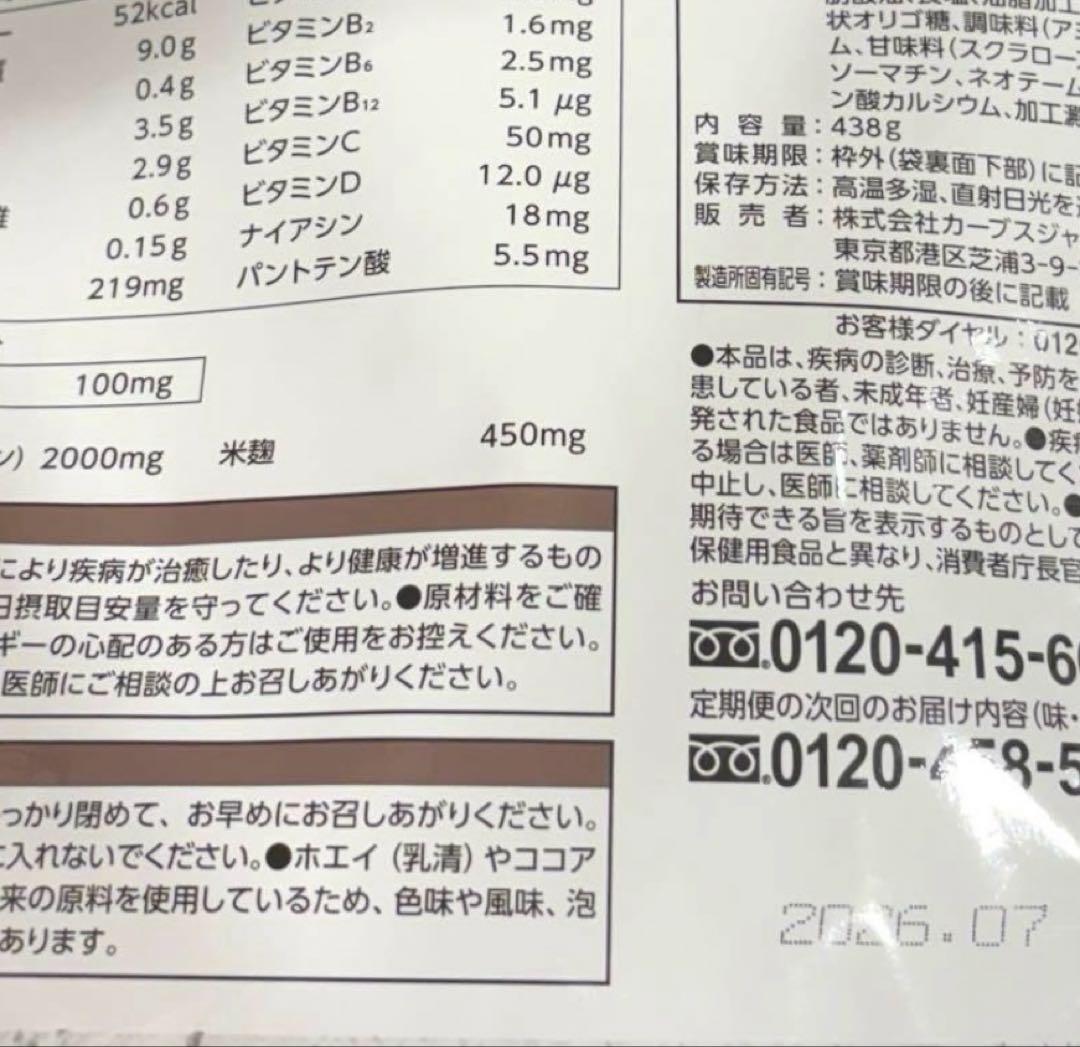 52kcal
9.0g
0.4g
3.5g
2.9g
0.6g
0.15g
219mg
ビタミンB2 1.6mg
ビタミンB6 2.5mg
ビタミンB12 5.1 μg
ビタミンC 50mg
ビタミンD 12.0 μg
ナイアシン 18mg
パントテン酸 5.5mg
100mg
ン) 2000mg 米麹 450mg
により疾病が治癒したり、より健康が増進するもの
日摂取目安量を守ってください。●原材料をご確
ギーの心配のある方はご使用をお控えください。
医師にご相談の上お召しあがりください。
っかり閉めて、お早めにお召しあがりください。
に入れないでください。●ホエイ(乳清)やココア
来の原料を使用しているため、色味や風味、泡
あります。
状オリゴ糖、調味料(アミ
ム、甘味料(スクラロース
ソーマチン、ネオテーム
ン酸カルシウム、加工澱
内容量:438g
賞味期限:枠外(袋裏面下部)に記
保存方法:高温多湿、直射日光を
販売者:株式会社カーブスジャ
東京都港区芝浦3-9-
製造所固有記号:賞味期限の後に記載
お客様ダイヤル:012
●本品は、疾病の診断、治療、予防を
患している者、未成年者、妊産婦(妊
発された食品ではありません。●疾
る場合は医師、薬剤師に相談してく
中止し、医師に相談してください。●
期待できる旨を表示するものとして
保健用食品と異なり、消費者庁長官
お問い合わせ先
0120-415-6
定期便の次回のお届け内容(味・
0120-4 8-5
2026.07